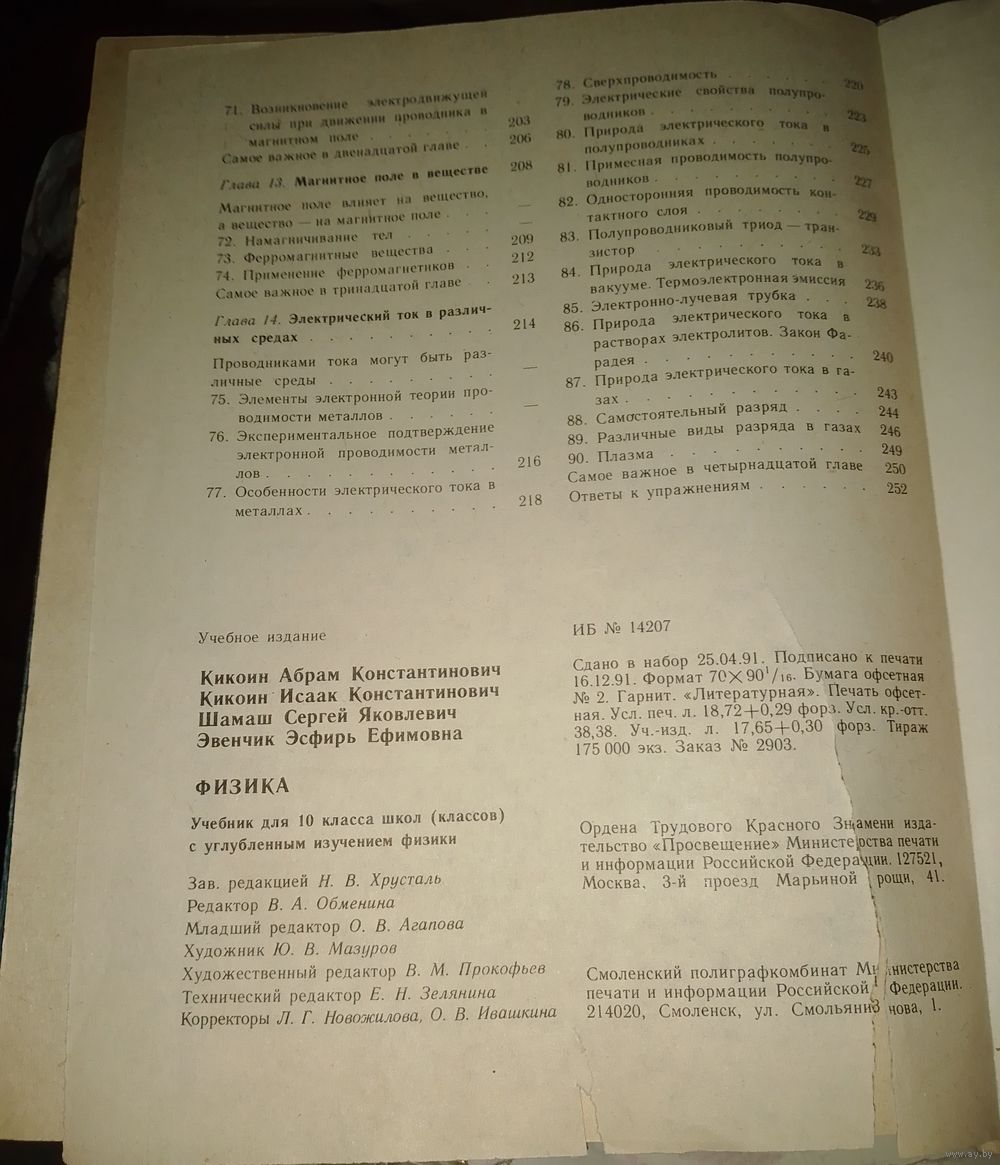 71. Возникновение электродвижущей
силы при движении проводника в
магнитном поле . . . . . . 203
Самое важное в двенадцатой главе . . 206
Глава 13. Магнитное поле в веществе 208
Магнитное поле влияет на вещество,
а вещество — на магнитное поле . . . —
72. Намагничивание тел . . . . . —
73. Ферромагнитные вещества . . . 209
74. Применение ферромагнетиков . . 212
Самое важное в тринадцатой главе . . 213
Глава 14. Электрический ток в различ-
ных средах . . . . . . . . . 214
Проводниками тока могут быть раз-
личные среды . . . . . . . . —
75. Элементы электронной теории про-
водимости металлов . . . . . . —
76. Экспериментальное подтверждение
электронной проводимости метал-
лов . . . . . . . . . . 216
77. Особенности электрического тока в
металлах . . . . . . . . . 218
78. Сверхпроводимость . . . . . . 220
79. Электрические свойства полупро-
водников . . . . . . . . . 223
80. Природа электрического тока в
полупроводниках . . . . . . . 225
81. Примесная проводимость полупро-
водников . . . . . . . . . 227
82. Односторонняя проводимость кон-
тактного слоя . . . . . . . . 229
83. Полупроводниковый триод — тран-
зистор . . . . . . . . . . 233
84. Природа электрического тока в
вакууме. Термоэлектронная эмиссия 236
85. Электронно-лучевая трубка . . . 238
86. Природа электрического тока в
растворах электролитов. Закон Фа-
радея . . . . . . . . . . 240
87. Природа электрического тока в га-
зах . . . . . . . . . . . 243
88. Самостоятельный разряд . . . . 244
89. Различные виды разряда в газах 246
90. Плазма . . . . . . . . . 249
Самое важное в четырнадцатой главе 250
Ответы к упражнениям . . . . . . 252
Учебное издание
Кикоин Абрам Константинович
Кикоин Исаак Константинович
Шамаш Сергей Яковлевич
Эвенчик Эсфирь Ефимовна
ФИЗИКА
Учебник для 10 класса школ (классов)
с углубленным изучением физики
Зав. редакцией Н. В. Хрусталь
Редактор В. А. Обменина
Младший редактор О. В. Агапова
Художник Ю. В. Мазуров
Художественный редактор В. М. Прокофьев
Технический редактор Е. Н. Зелянина
Корректоры Л. Г. Новожилова, О. В. Ивашкина
ИБ № 14207
Сдано в набор 25.04.91. Подписано к печати
16.12.91. Формат 70×90¹/₁₆. Бумага офсетная
№ 2. Гарнит. «Литературная». Печать офсет-
ная. Усл. печ. л. 18,72+0,29 форз. Усл. кр.-отт.
38,38. Уч.-изд. л. 17,65+0,30 форз. Тираж
175 000 экз. Заказ № 2903.
Ордена Трудового Красного Знамени изда-
тельство «Просвещение» Министерства печати
и информации Российской Федерации. 127521,
Москва, 3-й проезд Марьиной рощи, 41.
Смоленский полиграфкомбинат Министерства
печати и информации Российской Федерации.
214020, Смоленск, ул. Смольянинова, 1.
www.ay.by